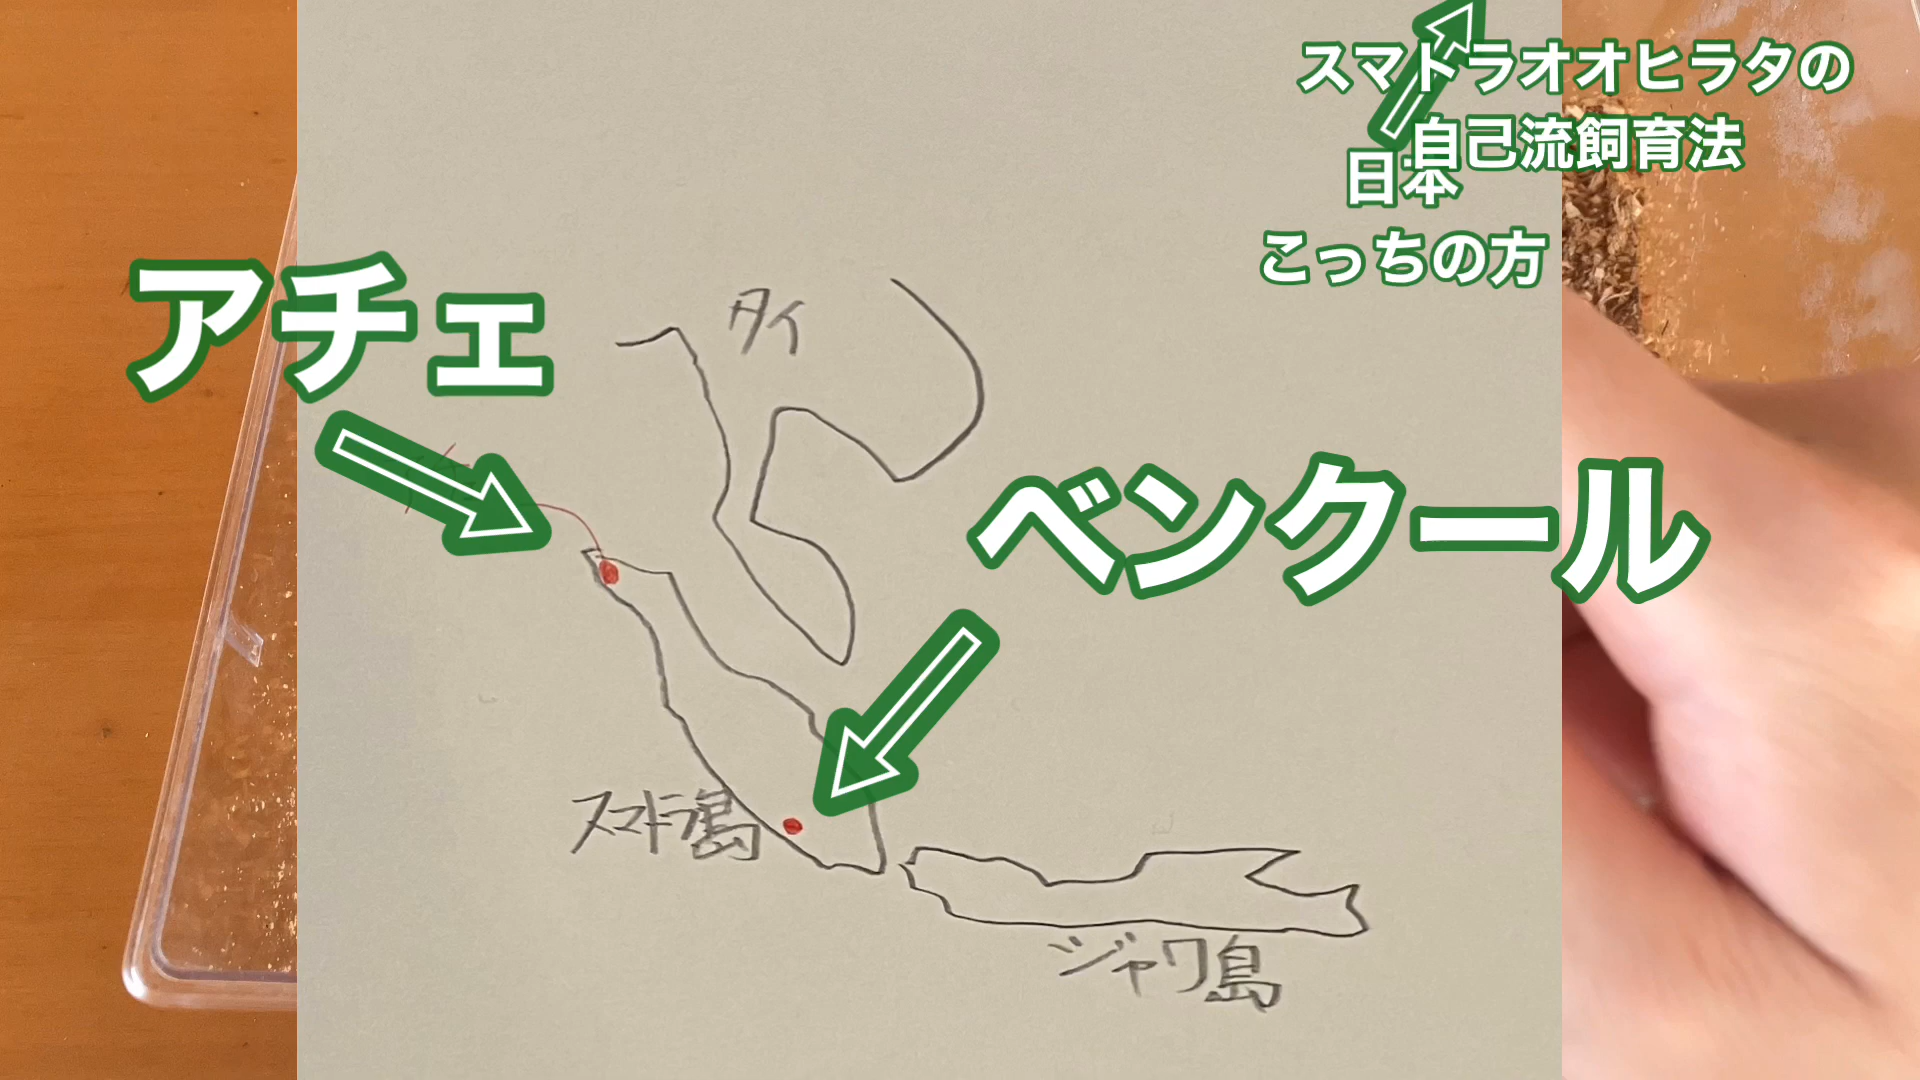 スマトラオオヒラタの
自己流飼育法
日本
こっちの方
アチェ
タイ
ベンクール
スマトラ島
ジャワ島